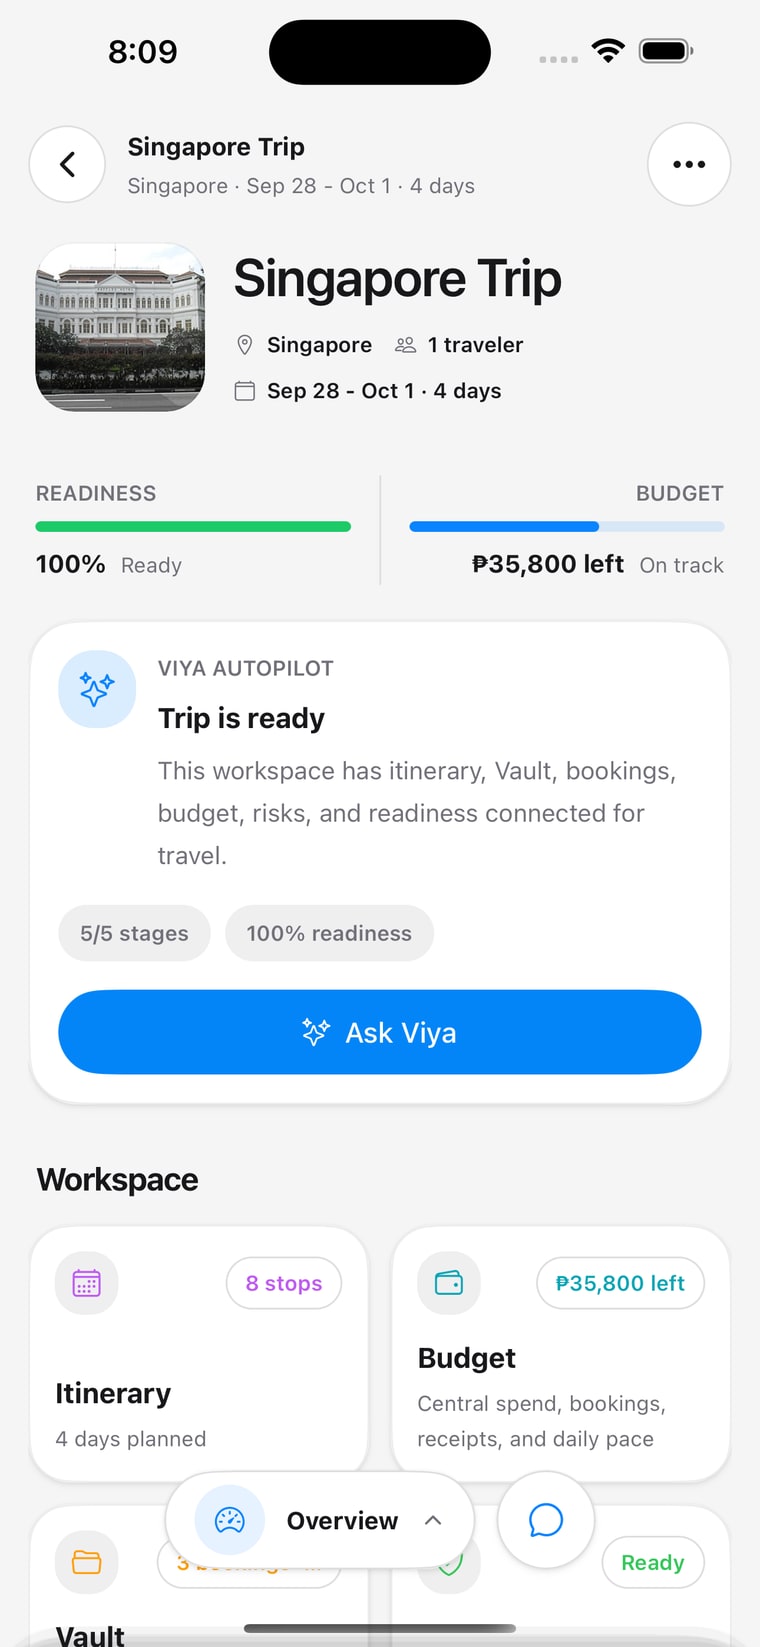 8:09
Singapore Trip
Singapore · Sep 28 - Oct 1 · 4 days
Singapore Trip
Singapore 1 traveler
Sep 28 - Oct 1 · 4 days
READINESS
BUDGET
100% Ready
₱35,800 left On track
VIYA AUTOPILOT
Trip is ready
This workspace has itinerary, Vault, bookings,
budget, risks, and readiness connected for
travel.
5/5 stages
100% readiness
Ask Viya
Workspace
8 stops
Itinerary
4 days planned
₱35,800 left
Budget
Central spend, bookings,
receipts, and daily pace
Overview
3 bookings
Ready
Vault